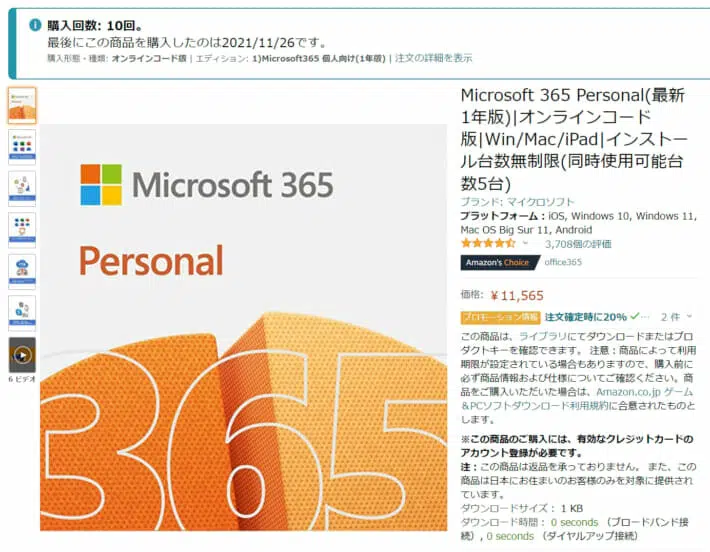 購入回数: 10回。
最後にこの商品を購入したのは2021/11/26です。
購入形態・種類: オンラインコード版 | エディション: 1)Microsoft365 個人向け(1年版) | 注文の詳細を表示
Microsoft 365
Personal
365
6 ビデオ
Microsoft 365 Personal(最新
1年版)|オンラインコード
版|Win/Mac/iPad|インストー
ル台数無制限(同時使用可能台
数5台)
ブランド: マイクロソフト
プラットフォーム : iOS, Windows 10, Windows 11,
Mac OS Big Sur 11, Android
3,708個の評価
Amazon's Choice office365
価格: ￥11,565
プロモーション情報 注文確定時に20% ✓… 2 件
この商品は、ライブラリにてダウンロードまたはプロ
ダクトキーを確認できます。 注意：商品によって利用
期限が設定されている場合もありますので、購入前に
必ず商品情報および仕様についてご確認ください。商
品をご購入いただいた場合は、Amazon.co.jp ゲーム
＆PCソフトダウンロード利用規約に合意されたものと
します。
※この商品のご購入には、有効なクレジットカードの
アカウント登録が必要です。
注：この商品は返品を承っておりません。 また、この
商品は日本にお住まいのお客様のみを対象に提供され
ています。
ダウンロードサイズ： 1 KB
ダウンロード時間： 0 seconds （ブロードバンド接
続）, 0 seconds （ダイヤルアップ接続）